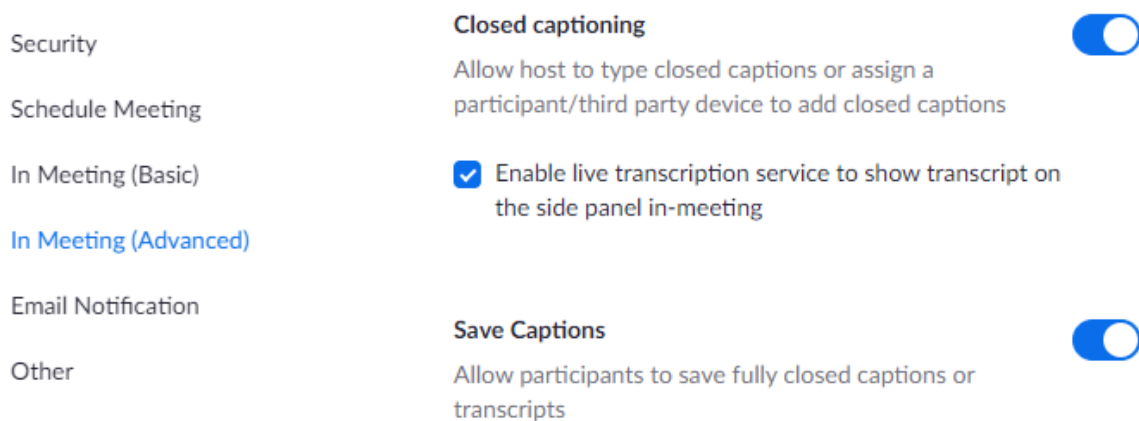 Security
Schedule Meeting
In Meeting (Basic)
In Meeting (Advanced)
Email Notification
Other
Closed captioning
Allow host to type closed captions or assign a
participant/third party device to add closed captions
Enable live transcription service to show transcript on
the side panel in-meeting
Save Captions
Allow participants to save fully closed captions or
transcripts